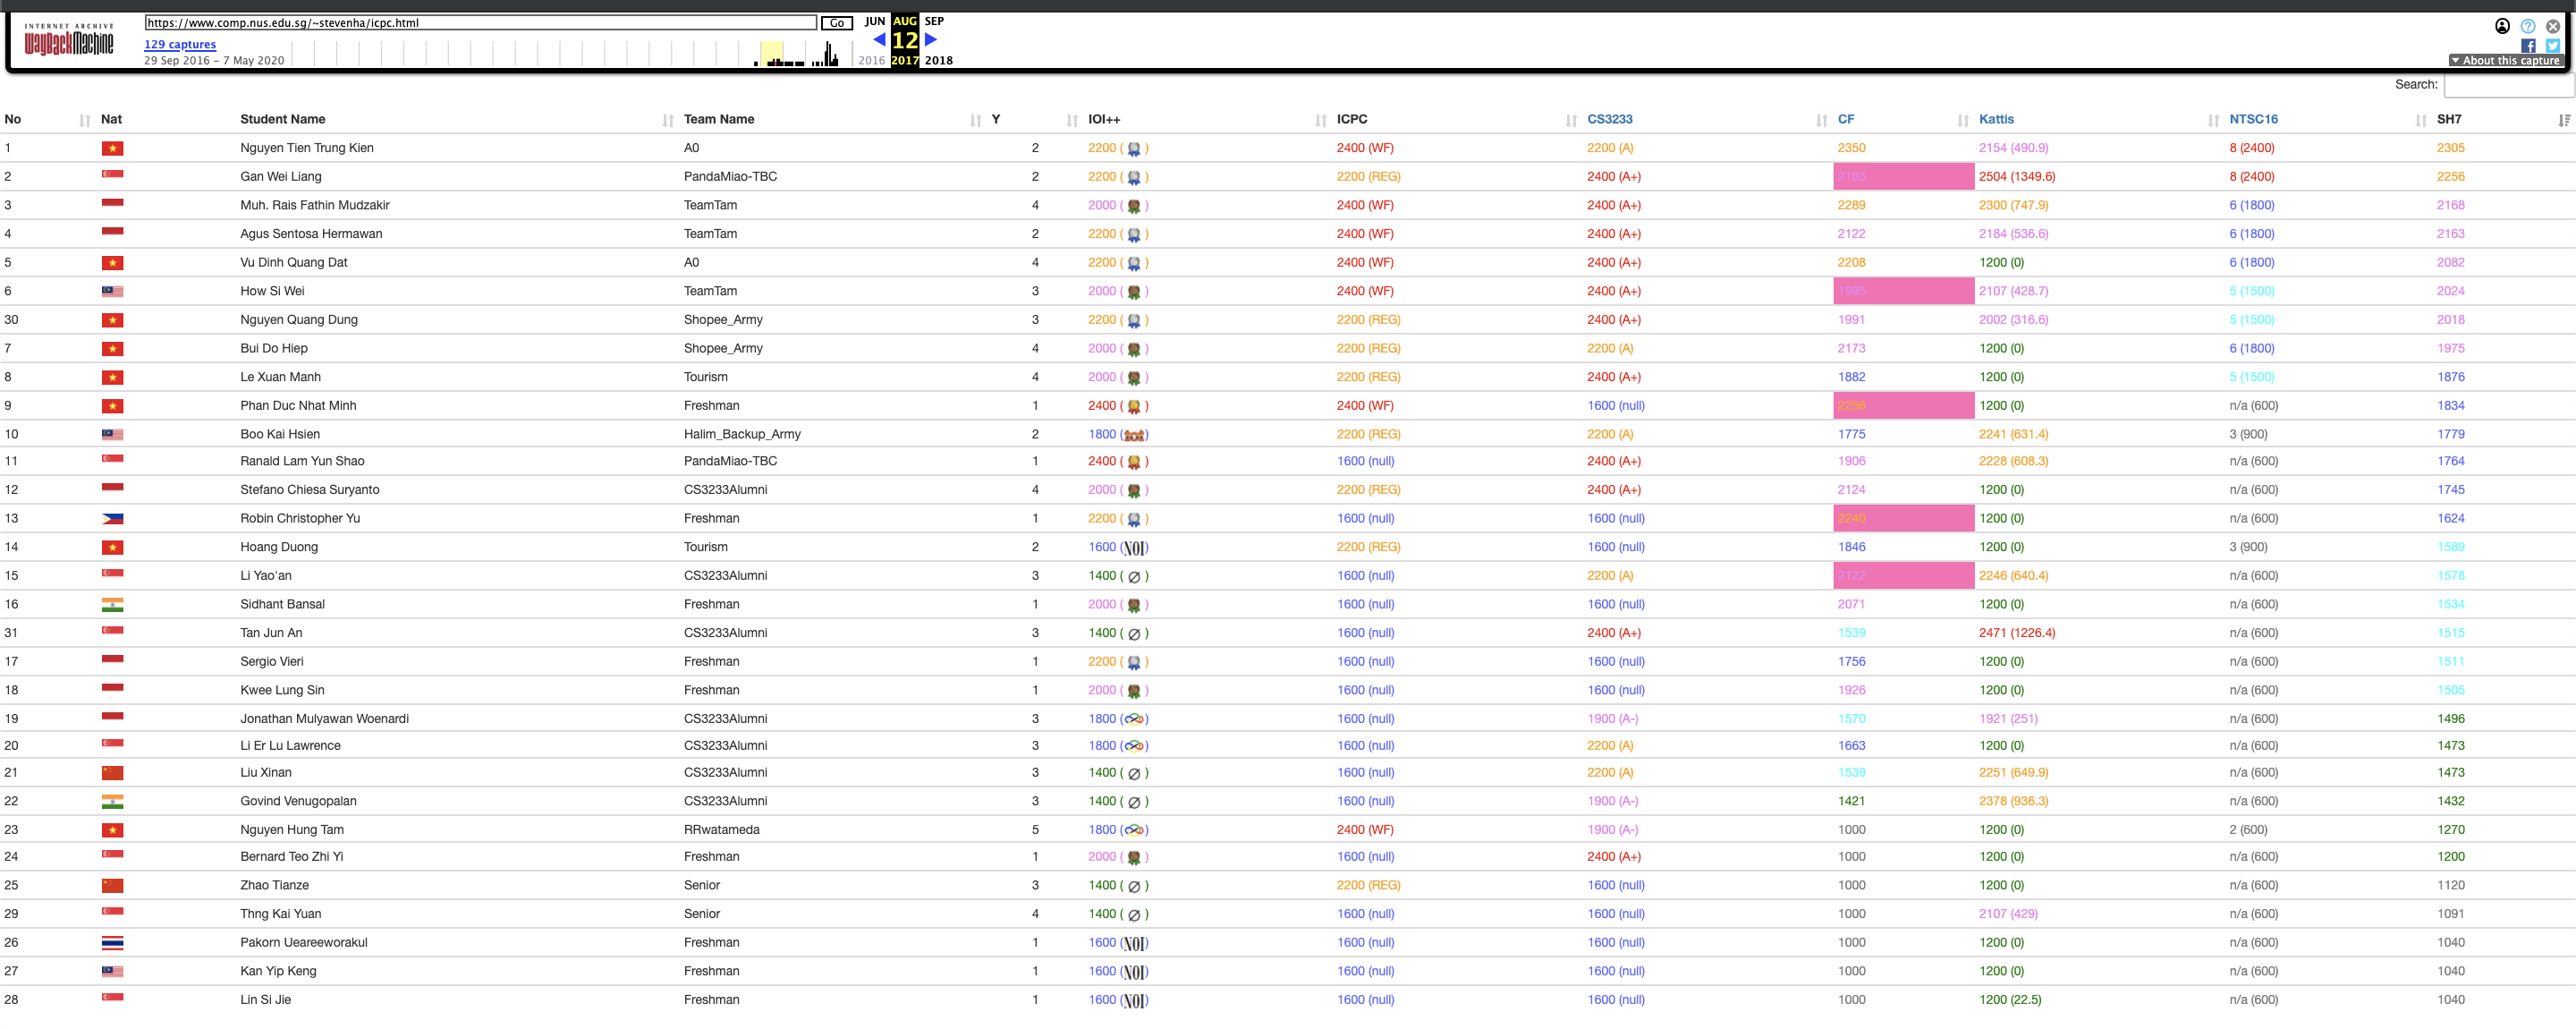 INTERNET ARCHIVE
WayBackMachine
https://www.comp.nus.edu.sg/~stevenha/icpc.html Go JUN AUG SEP
129 captures 12
29 Sep 2016 – 7 May 2020 2016 2017 2018
About this capture
Search:
No Nat Student Name Team Name Y IOI++ ICPC CS3233 CF Kattis NTSC16 SH7
1 Nguyen Tien Trung Kien A0 2 2200 ( ) 2400 (WF) 2200 (A) 2350 2154 (490.9) 8 (2400) 2305
2 Gan Wei Liang PandaMiao-TBC 2 2200 ( ) 2200 (REG) 2400 (A+) 2103 2504 (1349.6) 8 (2400) 2256
3 Muh. Rais Fathin Mudzakir TeamTam 4 2000 ( ) 2400 (WF) 2400 (A+) 2289 2300 (747.9) 6 (1800) 2168
4 Agus Sentosa Hermawan TeamTam 2 2200 ( ) 2400 (WF) 2400 (A+) 2122 2184 (536.6) 6 (1800) 2163
5 Vu Dinh Quang Dat A0 4 2200 ( ) 2400 (WF) 2400 (A+) 2208 1200 (0) 6 (1800) 2082
6 How Si Wei TeamTam 3 2000 ( ) 2400 (WF) 2400 (A+) 1995 2107 (428.7) 5 (1500) 2024
30 Nguyen Quang Dung Shopee_Army 3 2200 ( ) 2200 (REG) 2400 (A+) 1991 2002 (316.6) 5 (1500) 2018
7 Bui Do Hiep Shopee_Army 4 2000 ( ) 2200 (REG) 2200 (A) 2173 1200 (0) 6 (1800) 1975
8 Le Xuan Manh Tourism 4 2000 ( ) 2200 (REG) 2400 (A+) 1882 1200 (0) 5 (1500) 1876
9 Phan Duc Nhat Minh Freshman 1 2400 ( ) 2400 (WF) 1600 (null) 2256 1200 (0) n/a (600) 1834
10 Boo Kai Hsien Halim_Backup_Army 2 1800 ( ) 2200 (REG) 2200 (A) 1775 2241 (631.4) 3 (900) 1779
11 Ranald Lam Yun Shao PandaMiao-TBC 1 2400 ( ) 1600 (null) 2400 (A+) 1906 2228 (608.3) n/a (600) 1764
12 Stefano Chiesa Suryanto CS3233Alumni 4 2000 ( ) 2200 (REG) 2400 (A+) 2124 1200 (0) n/a (600) 1745
13 Robin Christopher Yu Freshman 1 2200 ( ) 1600 (null) 1600 (null) 2240 1200 (0) n/a (600) 1624
14 Hoang Duong Tourism 2 1600 (NOI) 2200 (REG) 1600 (null) 1846 1200 (0) 3 (900) 1589
15 Li Yao'an CS3233Alumni 3 1400 (∅) 1600 (null) 2200 (A) 2122 2246 (640.4) n/a (600) 1578
16 Sidhant Bansal Freshman 1 2000 ( ) 1600 (null) 1600 (null) 2071 1200 (0) n/a (600) 1534
31 Tan Jun An CS3233Alumni 3 1400 (∅) 1600 (null) 2400 (A+) 1539 2471 (1226.4) n/a (600) 1515
17 Sergio Vieri Freshman 1 2200 ( ) 1600 (null) 1600 (null) 1756 1200 (0) n/a (600) 1511
18 Kwee Lung Sin Freshman 1 2000 ( ) 1600 (null) 1600 (null) 1926 1200 (0) n/a (600) 1505
19 Jonathan Mulyawan Woenardi CS3233Alumni 3 1800 ( ) 1600 (null) 1900 (A-) 1570 1921 (251) n/a (600) 1496
20 Li Er Lu Lawrence CS3233Alumni 3 1800 ( ) 1600 (null) 2200 (A) 1663 1200 (0) n/a (600) 1473
21 Liu Xinan CS3233Alumni 3 1400 (∅) 1600 (null) 2200 (A) 1539 2251 (649.9) n/a (600) 1473
22 Govind Venugopalan CS3233Alumni 3 1400 (∅) 1600 (null) 1900 (A-) 1421 2378 (936.3) n/a (600) 1432
23 Nguyen Hung Tam RRwatameda 5 1800 ( ) 2400 (WF) 1900 (A-) 1000 1200 (0) 2 (600) 1270
24 Bernard Teo Zhi Yi Freshman 1 2000 ( ) 1600 (null) 2400 (A+) 1000 1200 (0) n/a (600) 1200
25 Zhao Tianze Senior 3 1400 (∅) 2200 (REG) 1600 (null) 1000 1200 (0) n/a (600) 1120
29 Thng Kai Yuan Senior 4 1400 (∅) 1600 (null) 1600 (null) 1000 2107 (429) n/a (600) 1091
26 Pakorn Ueareeworakul Freshman 1 1600 (NOI) 1600 (null) 1600 (null) 1000 1200 (0) n/a (600) 1040
27 Kan Yip Keng Freshman 1 1600 (NOI) 1600 (null) 1600 (null) 1000 1200 (0) n/a (600) 1040
28 Lin Si Jie Freshman 1 1600 (NOI) 1600 (null) 1600 (null) 1000 1200 (22.5) n/a (600) 1040